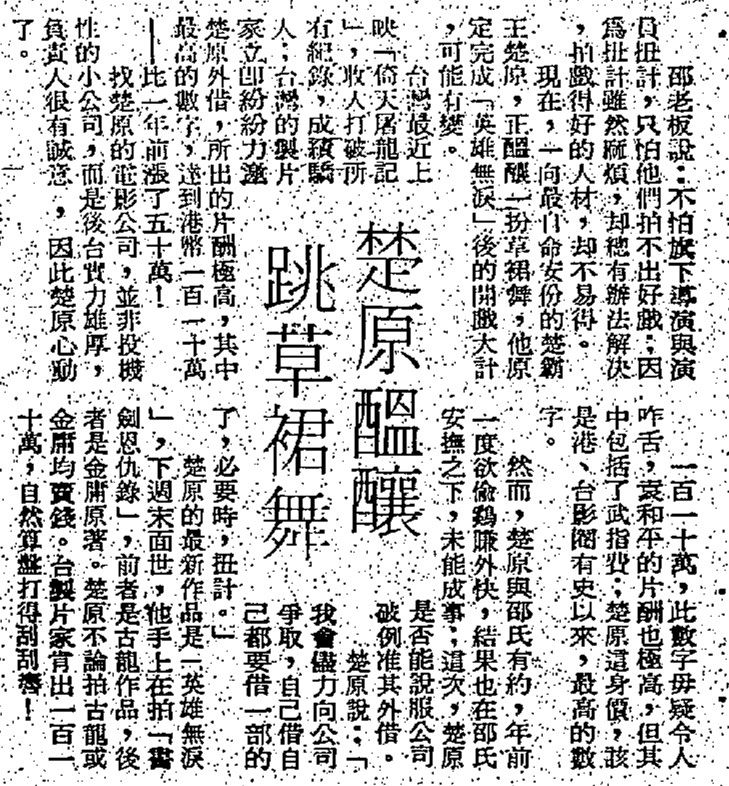 楚原醞釀
跳草裙舞
邵老板說：不怕旗下導演與演
員扭計，只怕他們拍不出好戲；因
爲扭計雖然麻煩，却總有辦法解決
，拍戲得好的人材，却不易得。
現在，一向最自命安份的楚霸
王楚原，正醞釀一扮草裙舞，他原
定完成「英雄無淚」後的開戲大計
，可能有變。
台灣最近上
映「倚天屠龍記
」，收入打破所
有紀錄，成績驕
人；台灣的製片
家立即紛紛力邀
楚原外借，所出的片酬極高，其中
最高的數字，達到港幣一百一十萬
——比一年前漲了五十萬！
找楚原的電影公司，並非投機
性的小公司，而是後台實力雄厚，
負責人很有誠意，因此楚原心動
了。
一百一十萬，此數字毋疑令人
咋舌，袁和平的片酬也極高，但其
中包括了武指費；楚原這身價，該
是港、台影圈有史以來，最高的數
字。
然而，楚原與邵氏有約，年前
一度欲偷鷄賺外快，結果也在邵氏
安撫之下，未能成事；這次，楚原
是否能說服公司
破例准其外借。
楚原說：「
我會儘力向公司
爭取，自己借自
己都要借一部的
了，必要時，扭計。」
楚原的最新作品是「英雄無淚
」，下週末面世，他手上在拍「書
劍恩仇錄」，前者是古龍作品，後
者是金庸原著。楚原不論拍古龍或
金庸均賣錢。台製片家肯出一百一
十萬，自然算盤打得刮刮響！